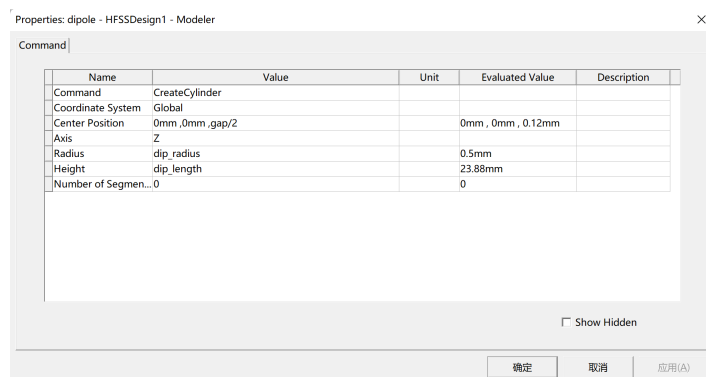 Properties: dipole - HFSSDesign1 - Modeler
Command
Name Value Unit Evaluated Value Description
Command CreateCylinder
Coordinate System Global
Center Position 0mm ,0mm ,gap/2 0mm , 0mm , 0.12mm
Axis Z
Radius dip_radius 0.5mm
Height dip_length 23.88mm
Number of Segmen... 0 0
Show Hidden
确定 取消 应用(A)